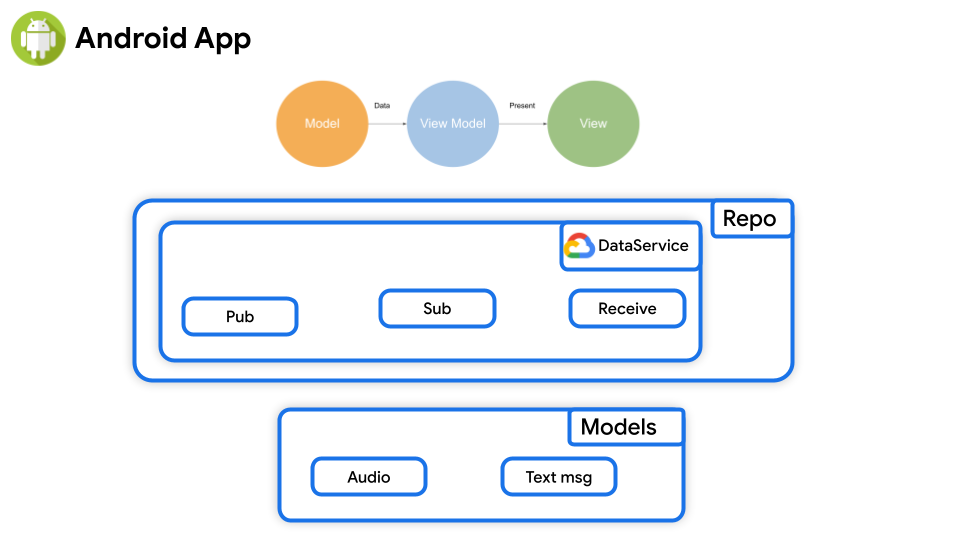 Android App
Data
Present
Model
View Model
View
Repo
DataService
Pub
Sub
Receive
Models
Audio
Text msg